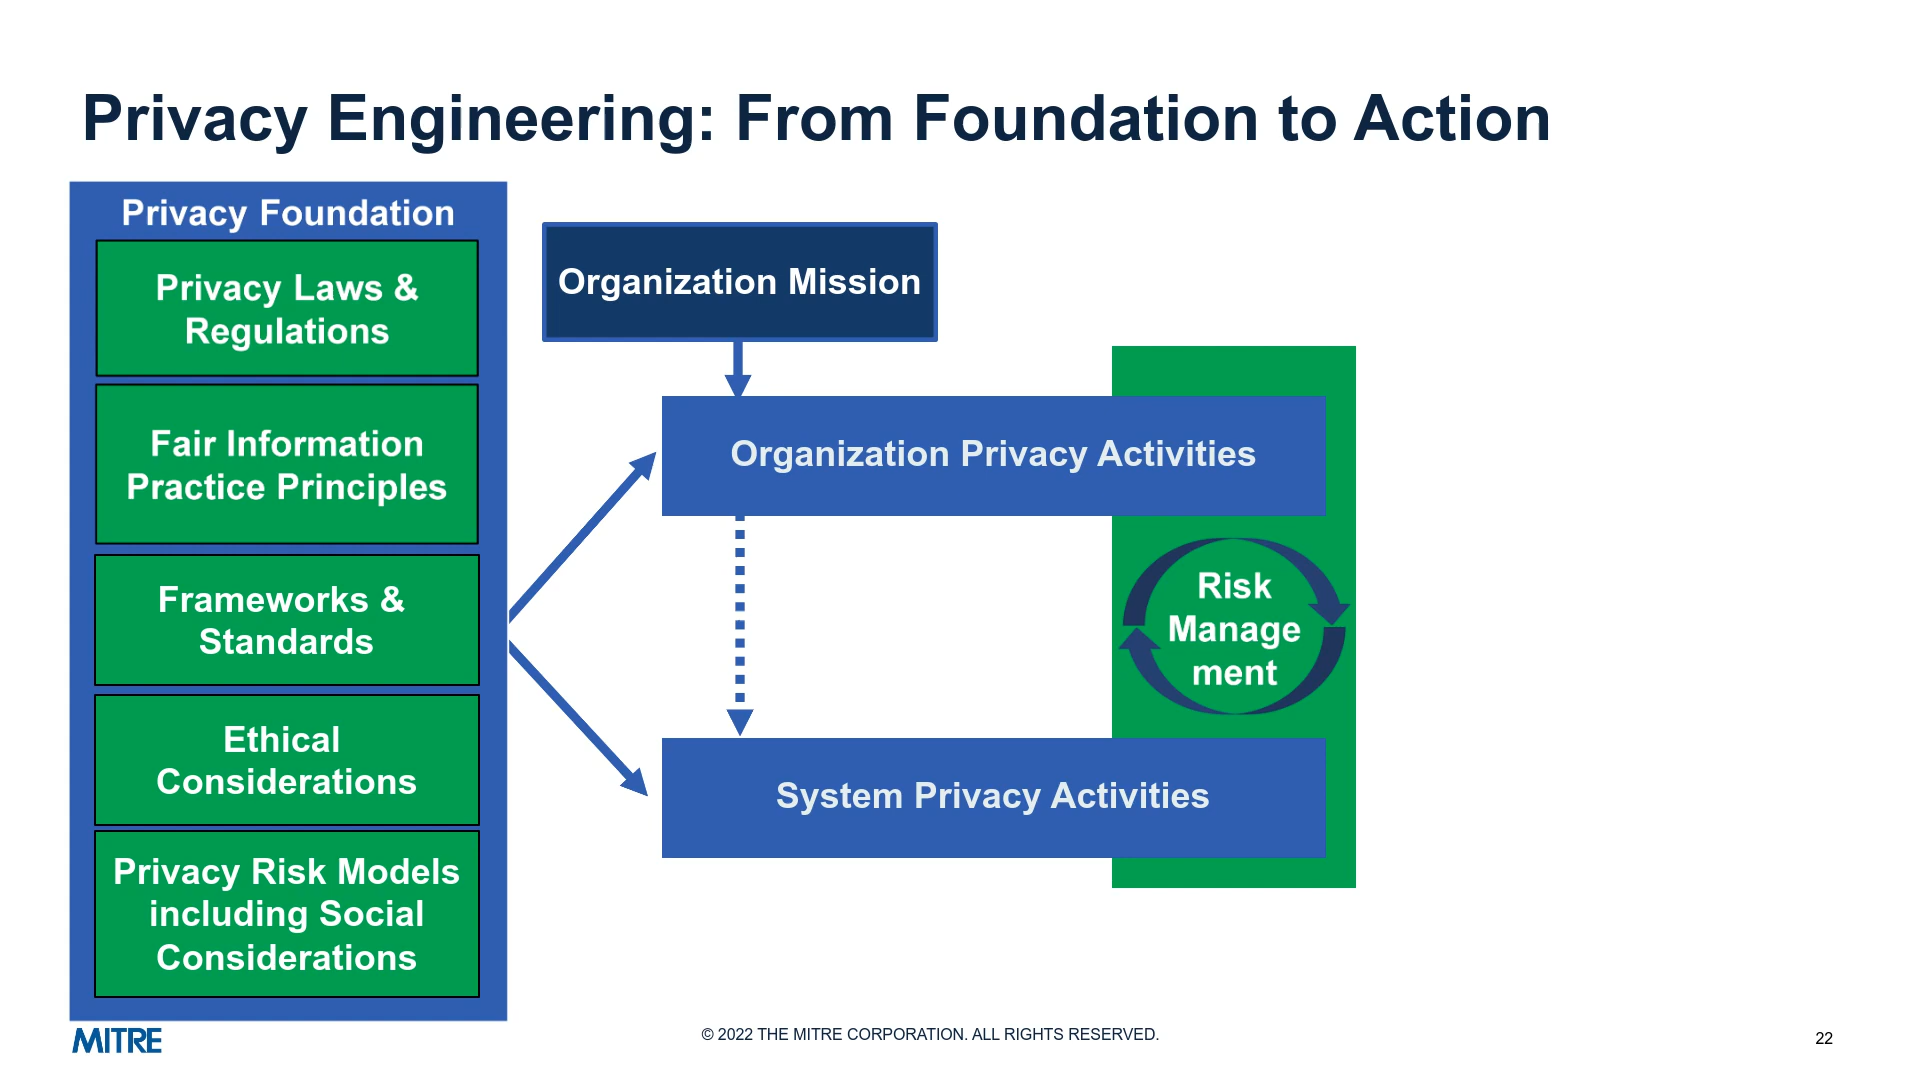 Privacy Engineering: From Foundation to Action
Privacy Foundation
Privacy Laws &
Regulations
Fair Information
Practice Principles
Frameworks &
Standards
Ethical
Considerations
Privacy Risk Models
including Social
Considerations
Organization Mission
Organization Privacy Activities
Risk
Manage
ment
System Privacy Activities
MITRE
© 2022 THE MITRE CORPORATION. ALL RIGHTS RESERVED.
22